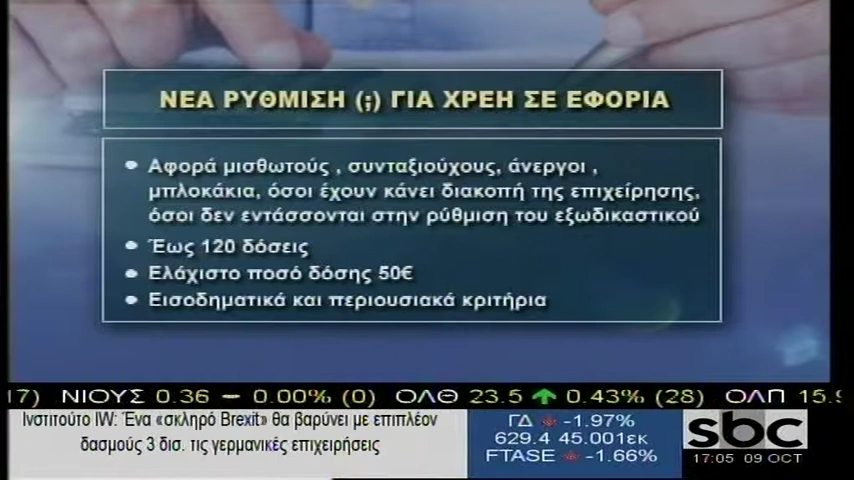 ΝΕΑ ΡΥΘΜΙΣΗ (;) ΓΙΑ ΧΡΕΗ ΣΕ ΕΦΟΡΙΑ
• Αφορά μισθωτούς , συνταξιούχους, άνεργοι ,
μπλοκάκια, όσοι έχουν κάνει διακοπή της επιχείρησης,
όσοι δεν εντάσσονται στην ρύθμιση του εξωδικαστικού
• Έως 120 δόσεις
• Ελάχιστο ποσό δόσης 50€
• Εισοδηματικά και περιουσιακά κριτήρια
17) ΝΙΟΥΣ 0.36 0.00% (0) ΟΛΘ 23.5 0.43% (28) ΟΛΠ 15.9
Ινστιτούτο IW: Ένα «σκληρό Brexit» θα βαρύνει με επιπλέον
δασμούς 3 δισ. τις γερμανικές επιχειρήσεις
ΓΔ -1.97%
629.4 45.001εκ
FTASE -1.66%
sbc
17:05 09 OCT